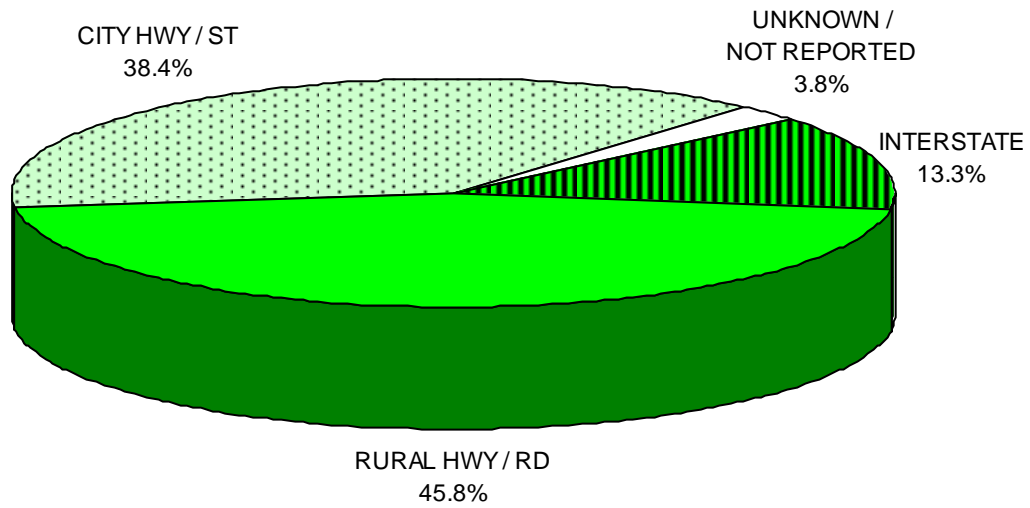 CITY HWY / ST
38.4%
UNKNOWN /
NOT REPORTED
3.8%
INTERSTATE
13.3%
RURAL HWY / RD
45.8%